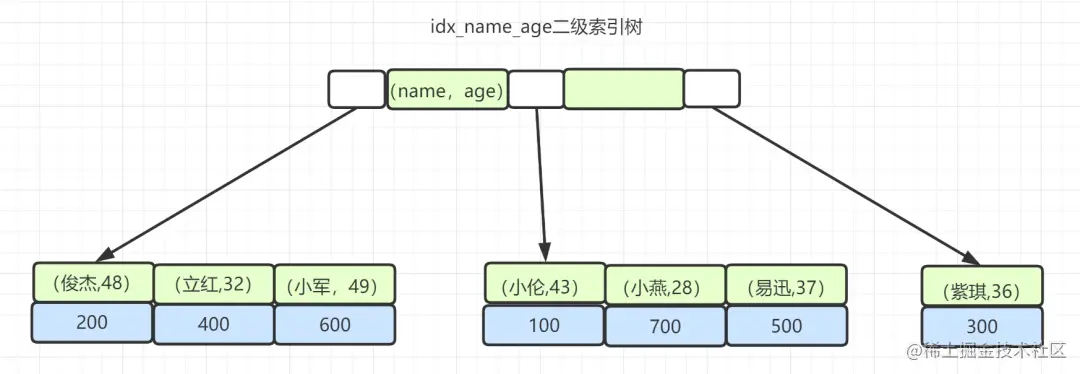 idx_name_age二级索引树
(name，age)
(俊杰,48) (立红,32) (小军，49) (小伦,43) (小燕,28) (易迅,37) (紫琪,36)
200 400 600 100 700 500 300
@稀土掘金技术社区